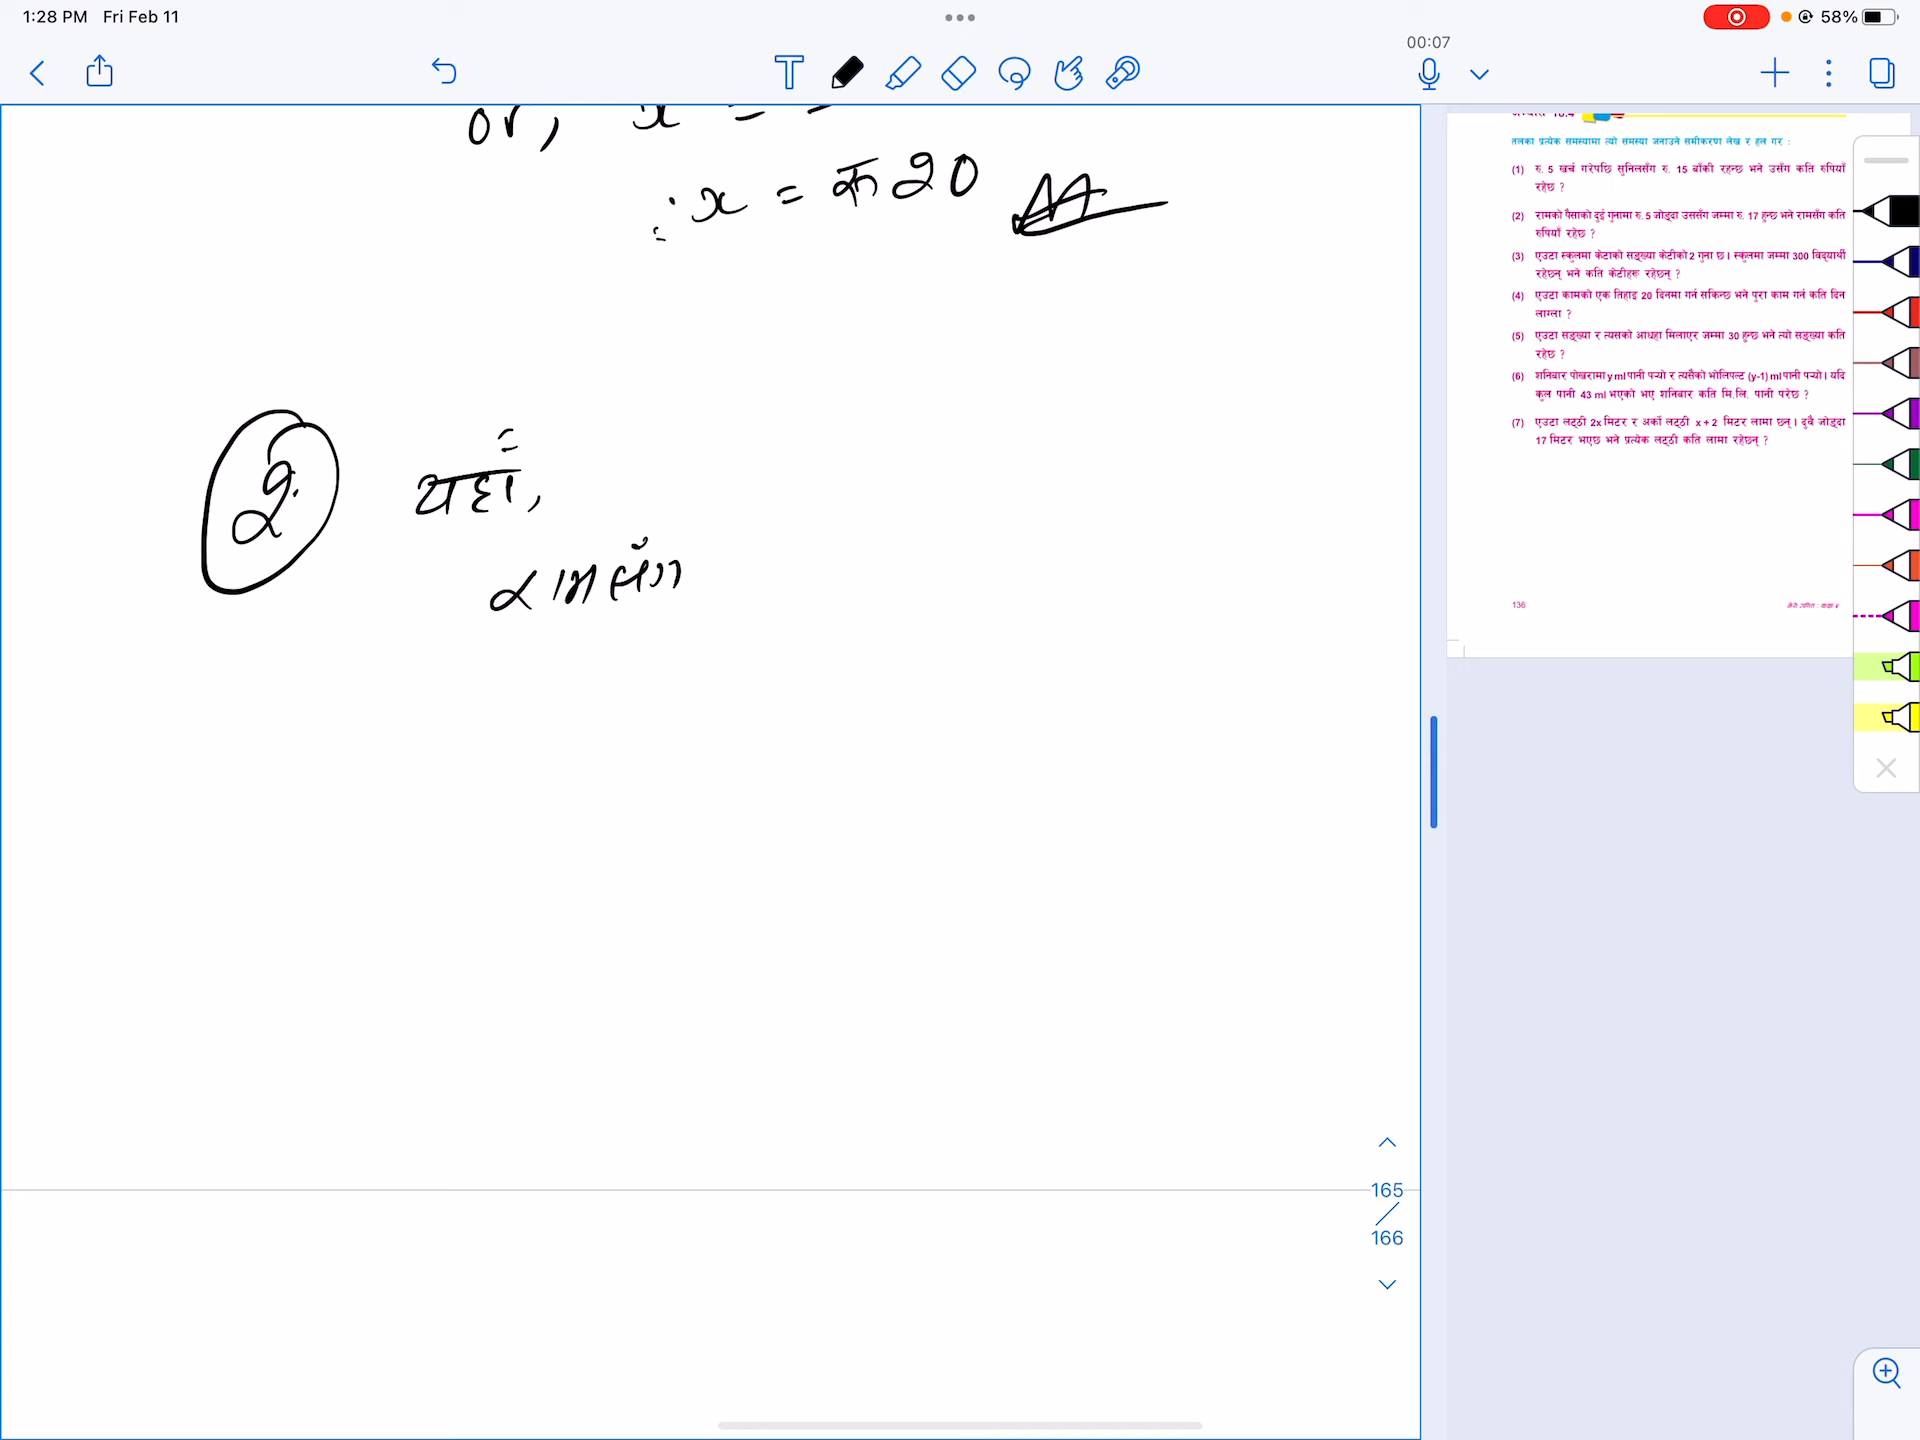 1:28 PM Fri Feb 11
58%
00:07
or, x =
∴ x = रू 20
2.
यहाँ,
रामसँग
165
166
तलका प्रत्येक समस्यामा त्यो समस्या जनाउने समीकरण लेख र हल गर :
(1) रु. 5 खर्च गरेपछि सुनिलसँग रु. 15 बाँकी रहन्छ भने उसँग कति रुपियाँ
रहेछ ?
(2) रामको पैसाको दुई गुनामा रु. 5 जोड्दा उससँग जम्मा रु. 17 हुन्छ भने रामसँग कति
रुपियाँ रहेछ ?
(3) एउटा स्कुलमा केटाको सङ्ख्या केटीको 2 गुना छ। स्कुलमा जम्मा 300 विद्यार्थी
रहेछन् भने कति केटीहरू रहेछन् ?
(4) एउटा कामको एक तिहाइ 20 दिनमा गर्न सकिन्छ भने पुरा काम गर्न कति दिन
लाग्ला ?
(5) एउटा सङ्ख्या र त्यसको आधा मिलाएर जम्मा 30 हुन्छ भने त्यो सङ्ख्या कति
रहेछ ?
(6) शनिबार पोखरामा y ml पानी पऱ्यो र त्यसैको भोलिपल्ट (y-1) ml पानी पऱ्यो। यदि
कुल पानी 43 ml भएको भए शनिबार कति मि.लि. पानी परेछ ?
(7) एउटा लट्ठी 2x मिटर र अर्को लट्ठी x + 2 मिटर लामा छन्। दुवै जोड्दा
17 मिटर भएछ भने प्रत्येक लट्ठी कति लामा रहेछन् ?
136